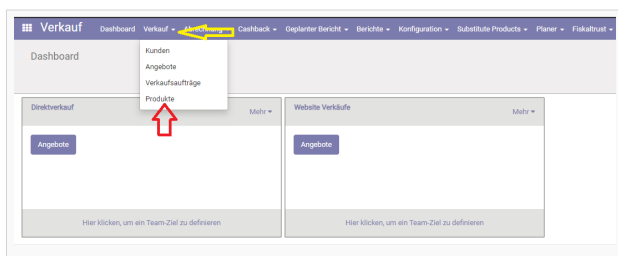 Verkauf Dashboard Verkauf Cashback Geplanter Bericht Berichte Konfiguration Substitute Products Planer Fiskaltrust
Dashboard
Kunden
Angebote
Verkaufsaufträge
Produkte
Direktverkauf Mehr
Website Verkäufe Mehr
Angebote
Angebote
Hier klicken, um ein Team-Ziel zu definieren
Hier klicken, um ein Team-Ziel zu definieren